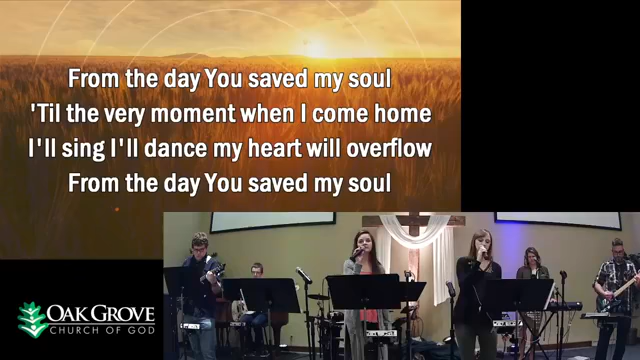 From the day You saved my soul
'Til the very moment when I come home
I'll sing I'll dance my heart will overflow
From the day You saved my soul
OAK GROVE
CHURCH OF GOD